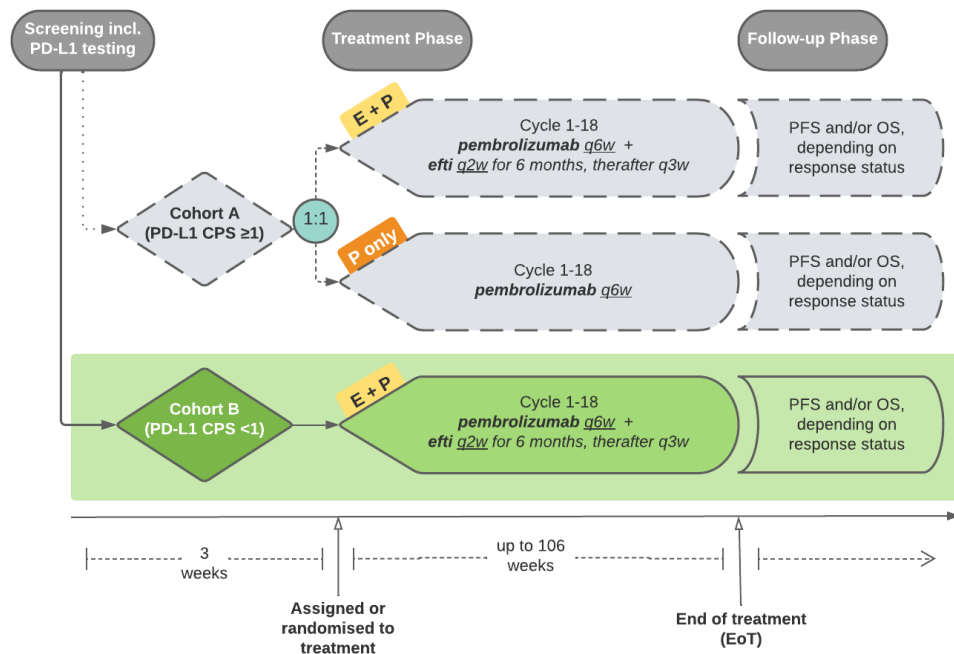 Screening incl.
PD-L1 testing
Treatment Phase
Follow-up Phase
E + P
Cycle 1-18
pembrolizumab q6w +
efti q2w for 6 months, therafter q3w
PFS and/or OS,
depending on
response status
Cohort A
(PD-L1 CPS ≥1)
1:1
P only
Cycle 1-18
pembrolizumab q6w
PFS and/or OS,
depending on
response status
E + P
Cohort B
(PD-L1 CPS <1)
Cycle 1-18
pembrolizumab q6w +
efti q2w for 6 months, therafter q3w
PFS and/or OS,
depending on
response status
3
weeks
up to 106
weeks
Assigned or
randomised to
treatment
End of treatment
(EoT)